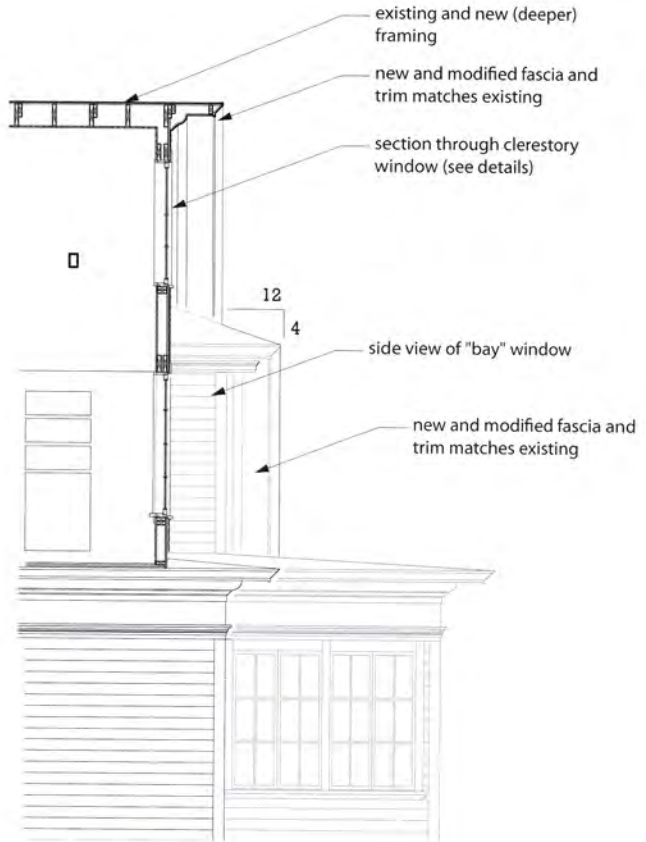 existing and new (deeper)
framing
new and modified fascia and
trim matches existing
section through clerestory
window (see details)
12
4
side view of "bay" window
new and modified fascia and
trim matches existing